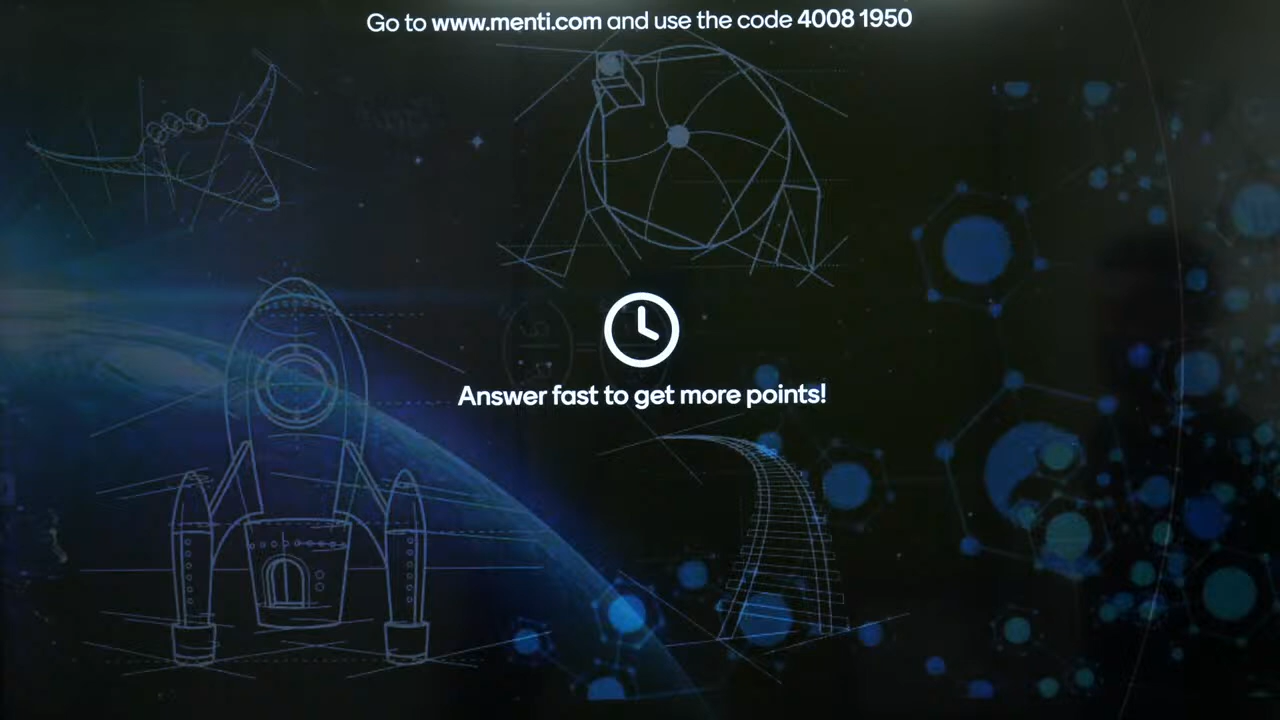 Go to www.menti.com and use the code 4008 1950
Answer fast to get more points!